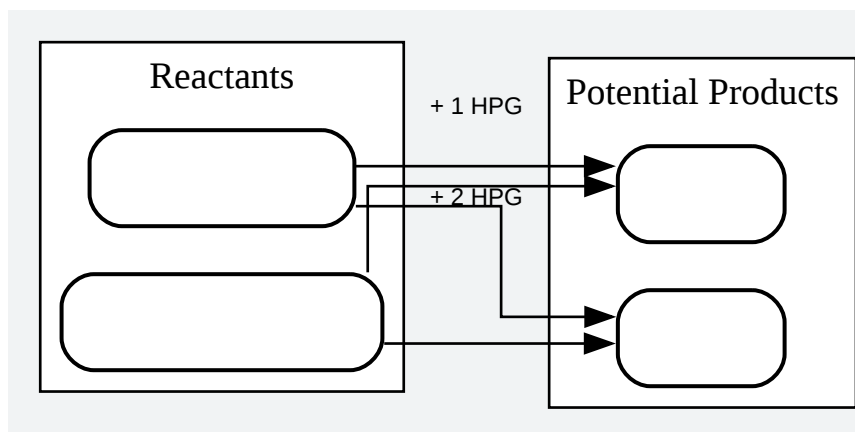 Reactants
+ 1 HPG
Potential Products
+ 2 HPG